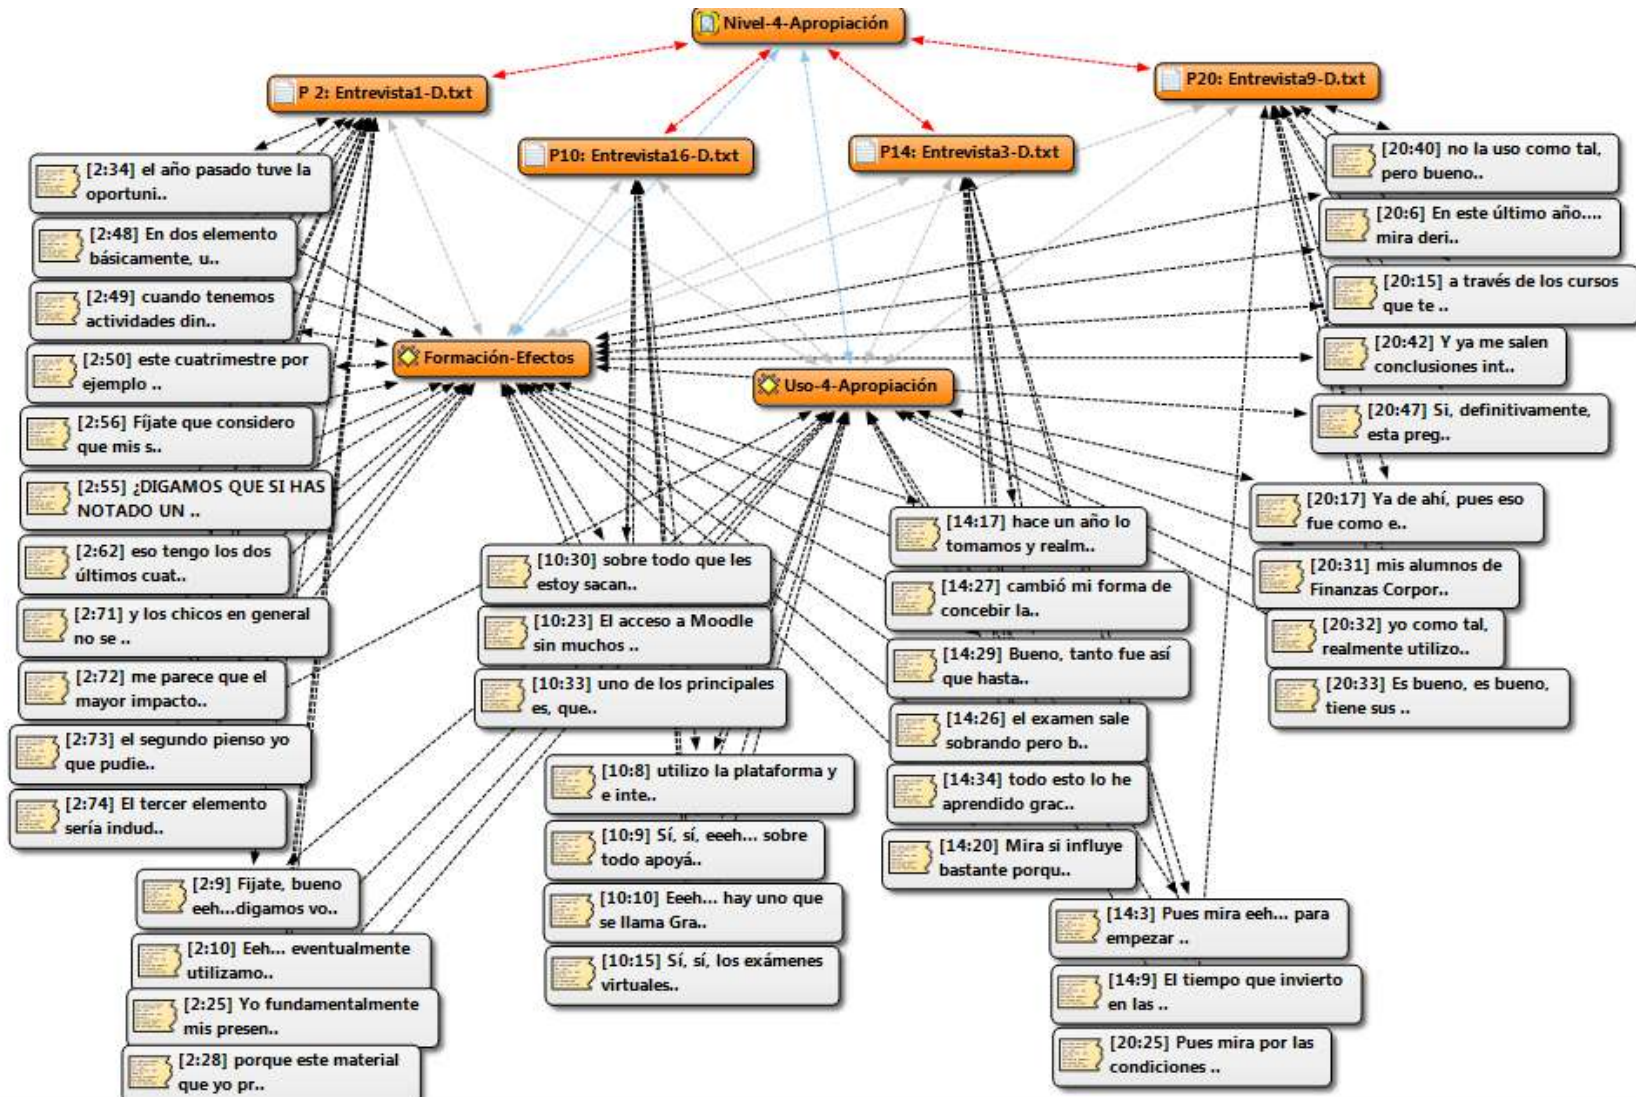 Nivel-4-Apropiación
P 2: Entrevista1-D.txt
P20: Entrevista9-D.txt
P10: Entrevista16-D.txt
P14: Entrevista3-D.txt
[2:34] el año pasado tuve la
oportuni..
[2:48] En dos elemento
básicamente, u..
[2:49] cuando tenemos
actividades din..
[2:50] este cuatrimestre por
ejemplo ..
[2:56] Fíjate que considero
que mis s..
[2:55] ¿DIGAMOS QUE SI HAS
NOTADO UN ..
[2:62] eso tengo los dos
últimos cuat..
[2:71] y los chicos en general
no se ..
[2:72] me parece que el
mayor impacto..
[2:73] el segundo pienso yo
que pudie..
[2:74] El tercer elemento
sería indud..
[2:9] Fijate, bueno
eeh...digamos vo..
[2:10] Eeh... eventualmente
utilizamo..
[2:25] Yo fundamentalmente
mis presen..
[2:28] porque este material
que yo pr..
Formación-Efectos
Uso-4-Apropiación
[10:30] sobre todo que les
estoy sacan..
[10:23] El acceso a Moodle
sin muchos ..
[10:33] uno de los principales
es, que..
[10:8] utilizo la plataforma y
e inte..
[10:9] Sí, sí, eeeh... sobre
todo apoyá..
[10:10] Eeeh... hay uno que
se llama Gra..
[10:15] Sí, sí, los exámenes
virtuales..
[14:17] hace un año lo
tomamos y realm..
[14:27] cambió mi forma de
concebir la..
[14:29] Bueno, tanto fue así
que hasta..
[14:26] el examen sale
sobrando pero b..
[14:34] todo esto lo he
aprendido grac..
[14:20] Mira si influye
bastante porqu..
[14:3] Pues mira eeh... para
empezar ..
[14:9] El tiempo que invierto
en las ..
[20:25] Pues mira por las
condiciones ..
[20:40] no la uso como tal,
pero bueno..
[20:6] En este último año....
mira deri..
[20:15] a través de los cursos
que te ..
[20:42] Y ya me salen
conclusiones int..
[20:47] Si, definitivamente,
esta preg..
[20:17] Ya de ahí, pues eso
fue como e..
[20:31] mis alumnos de
Finanzas Corpor..
[20:32] yo como tal,
realmente utilizo..
[20:33] Es bueno, es bueno,
tiene sus ..